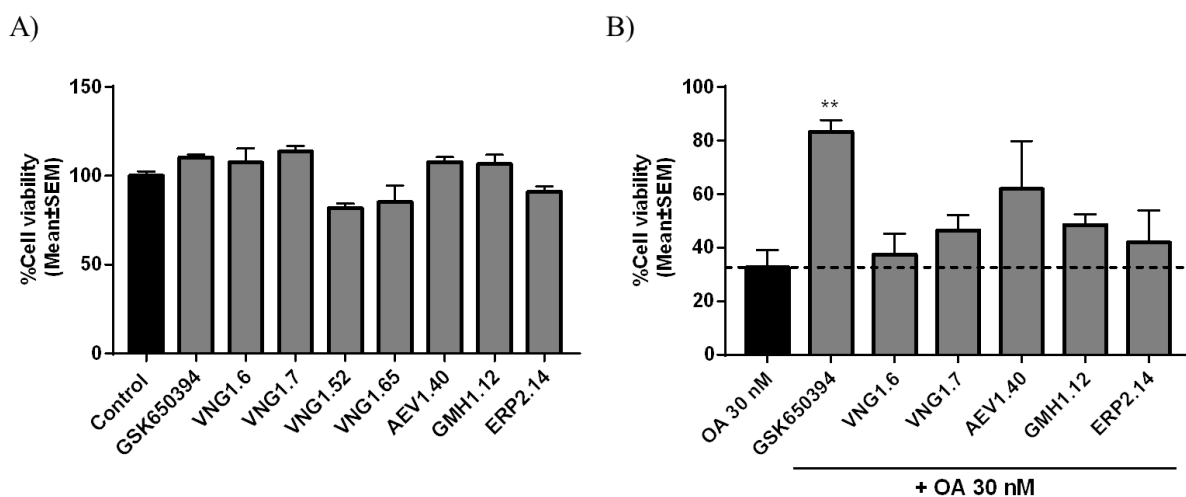 A)
150
100
50
0
%Cell viability
(Mean±SEM)
Control
GSK650394
VNG1.6
VNG1.7
VNG1.52
VNG1.65
AEV1.40
GMH1.12
ERP2.14
B)
100
80
60
40
20
0
%Cell viability
(Mean±SEM)
**
OA 30 nM
GSK650394
VNG1.6
VNG1.7
AEV1.40
GMH1.12
ERP2.14
+ OA 30 nM